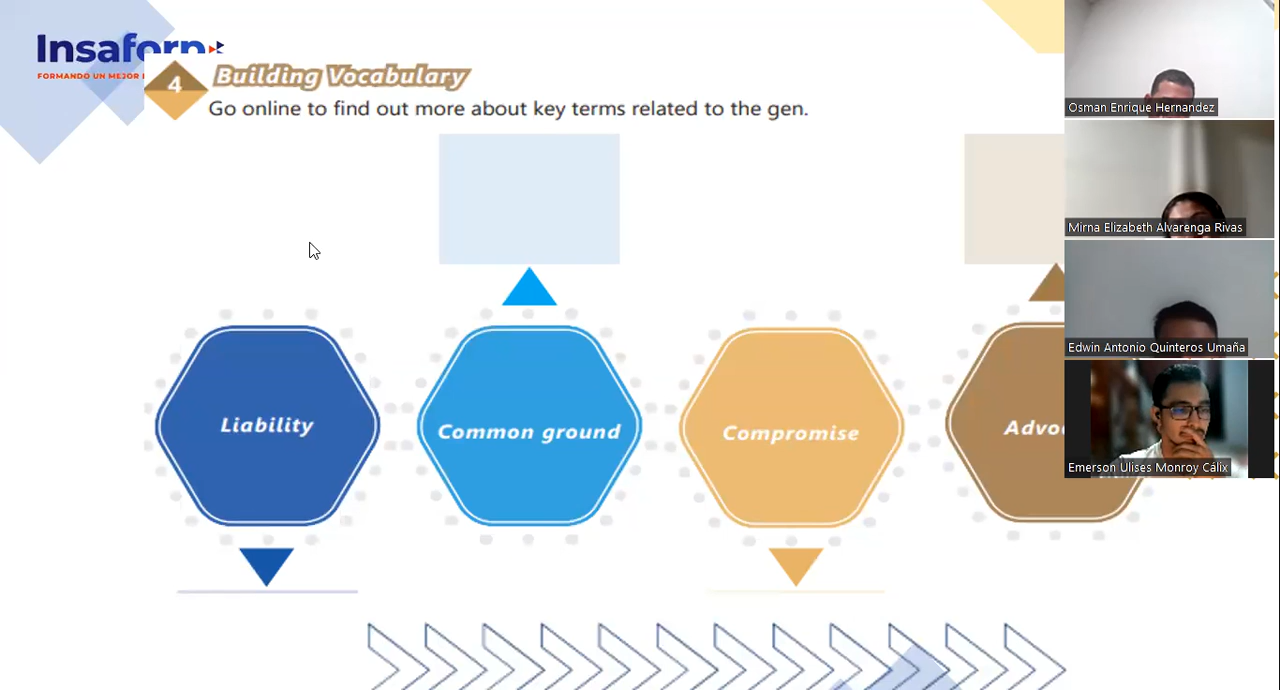 FORMANDO UN MEJOR
4
Building Vocabulary
Go online to find out more about key terms related to the gen.
Liability
Common ground
Compromise
Osman Enrique Hernandez
Mirna Elizabeth Alvarenga Rivas
Edwin Antonio Quinteros Umaña
Emerson Ulises Monroy Cálix